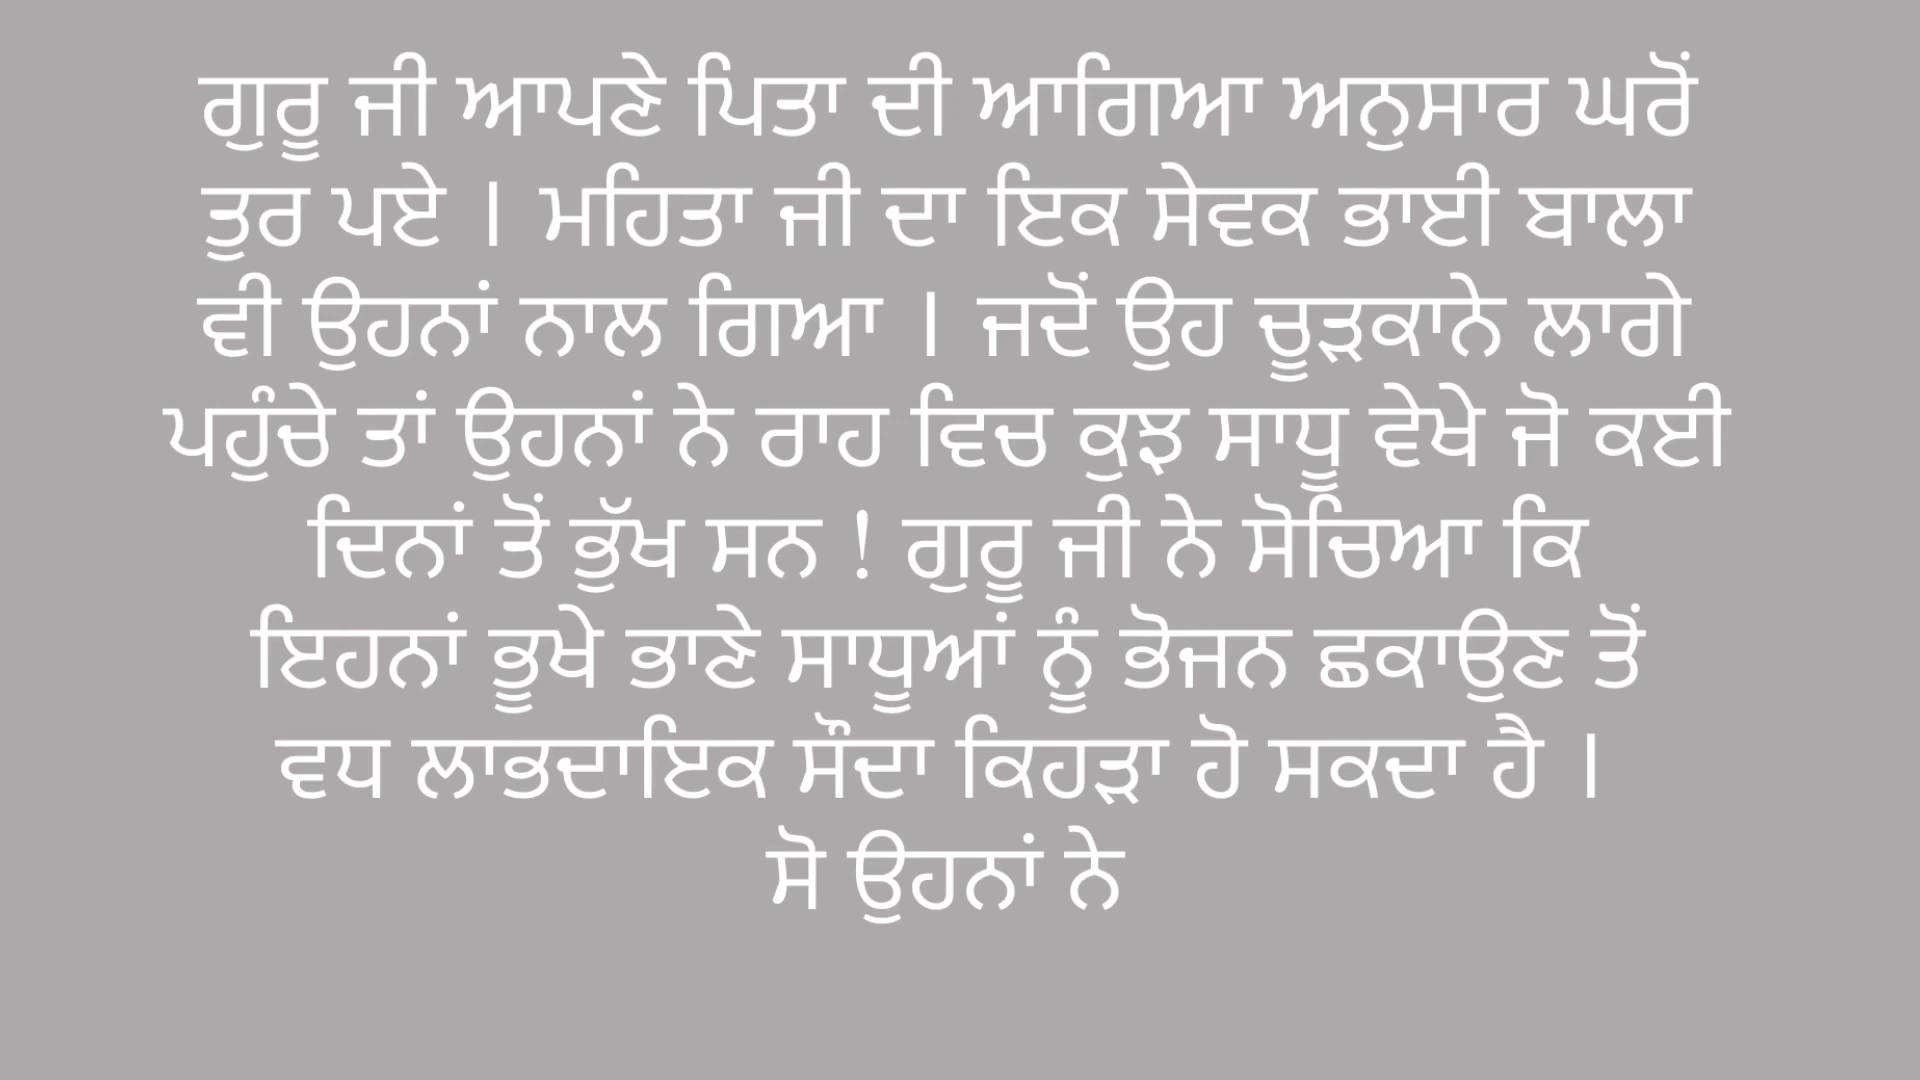 ਗੁਰੂ ਜੀ ਆਪਣੇ ਪਿਤਾ ਦੀ ਆਗਿਆ ਅਨੁਸਾਰ ਘਰੋਂ
ਤੁਰ ਪਏ । ਮਹਿਤਾ ਜੀ ਦਾ ਇਕ ਸੇਵਕ ਭਾਈ ਬਾਲਾ
ਵੀ ਉਹਨਾਂ ਨਾਲ ਗਿਆ । ਜਦੋਂ ਉਹ ਚੂੜਕਾਨੇ ਲਾਗੇ
ਪਹੁੰਚੇ ਤਾਂ ਉਹਨਾਂ ਨੇ ਰਾਹ ਵਿਚ ਕੁਝ ਸਾਧੂ ਵੇਖੇ ਜੋ ਕਈ
ਦਿਨਾਂ ਤੋਂ ਭੁੱਖ ਸਨ ! ਗੁਰੂ ਜੀ ਨੇ ਸੋਚਿਆ ਕਿ
ਇਹਨਾਂ ਭੂਖੇ ਭਾਣੇ ਸਾਧੂਆਂ ਨੂੰ ਭੋਜਨ ਛਕਾਉਣ ਤੋਂ
ਵਧ ਲਾਭਦਾਇਕ ਸੌਦਾ ਕਿਹੜਾ ਹੋ ਸਕਦਾ ਹੈ ।
ਸੋ ਉਹਨਾਂ ਨੇ